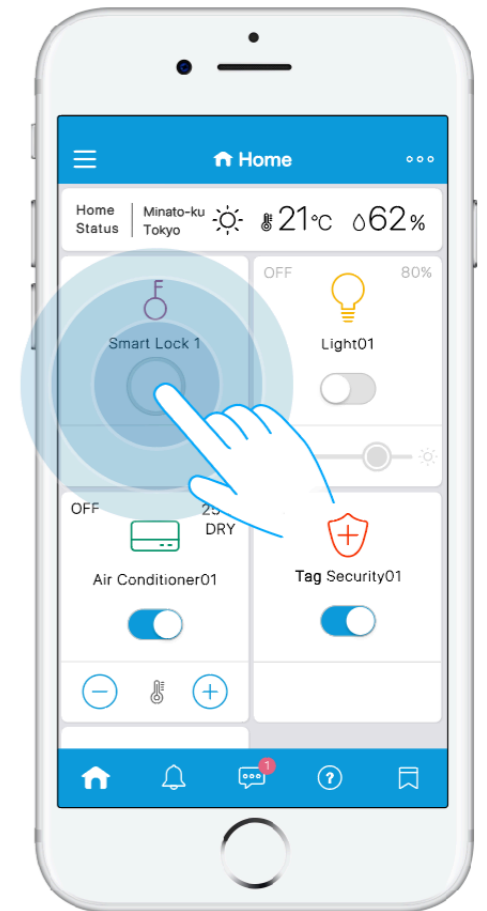 Home
Home Status
Minato-ku Tokyo
21℃
62%
Smart Lock 1
OFF
80%
Light01
OFF
DRY
Air Conditioner01
Tag Security01
1
?